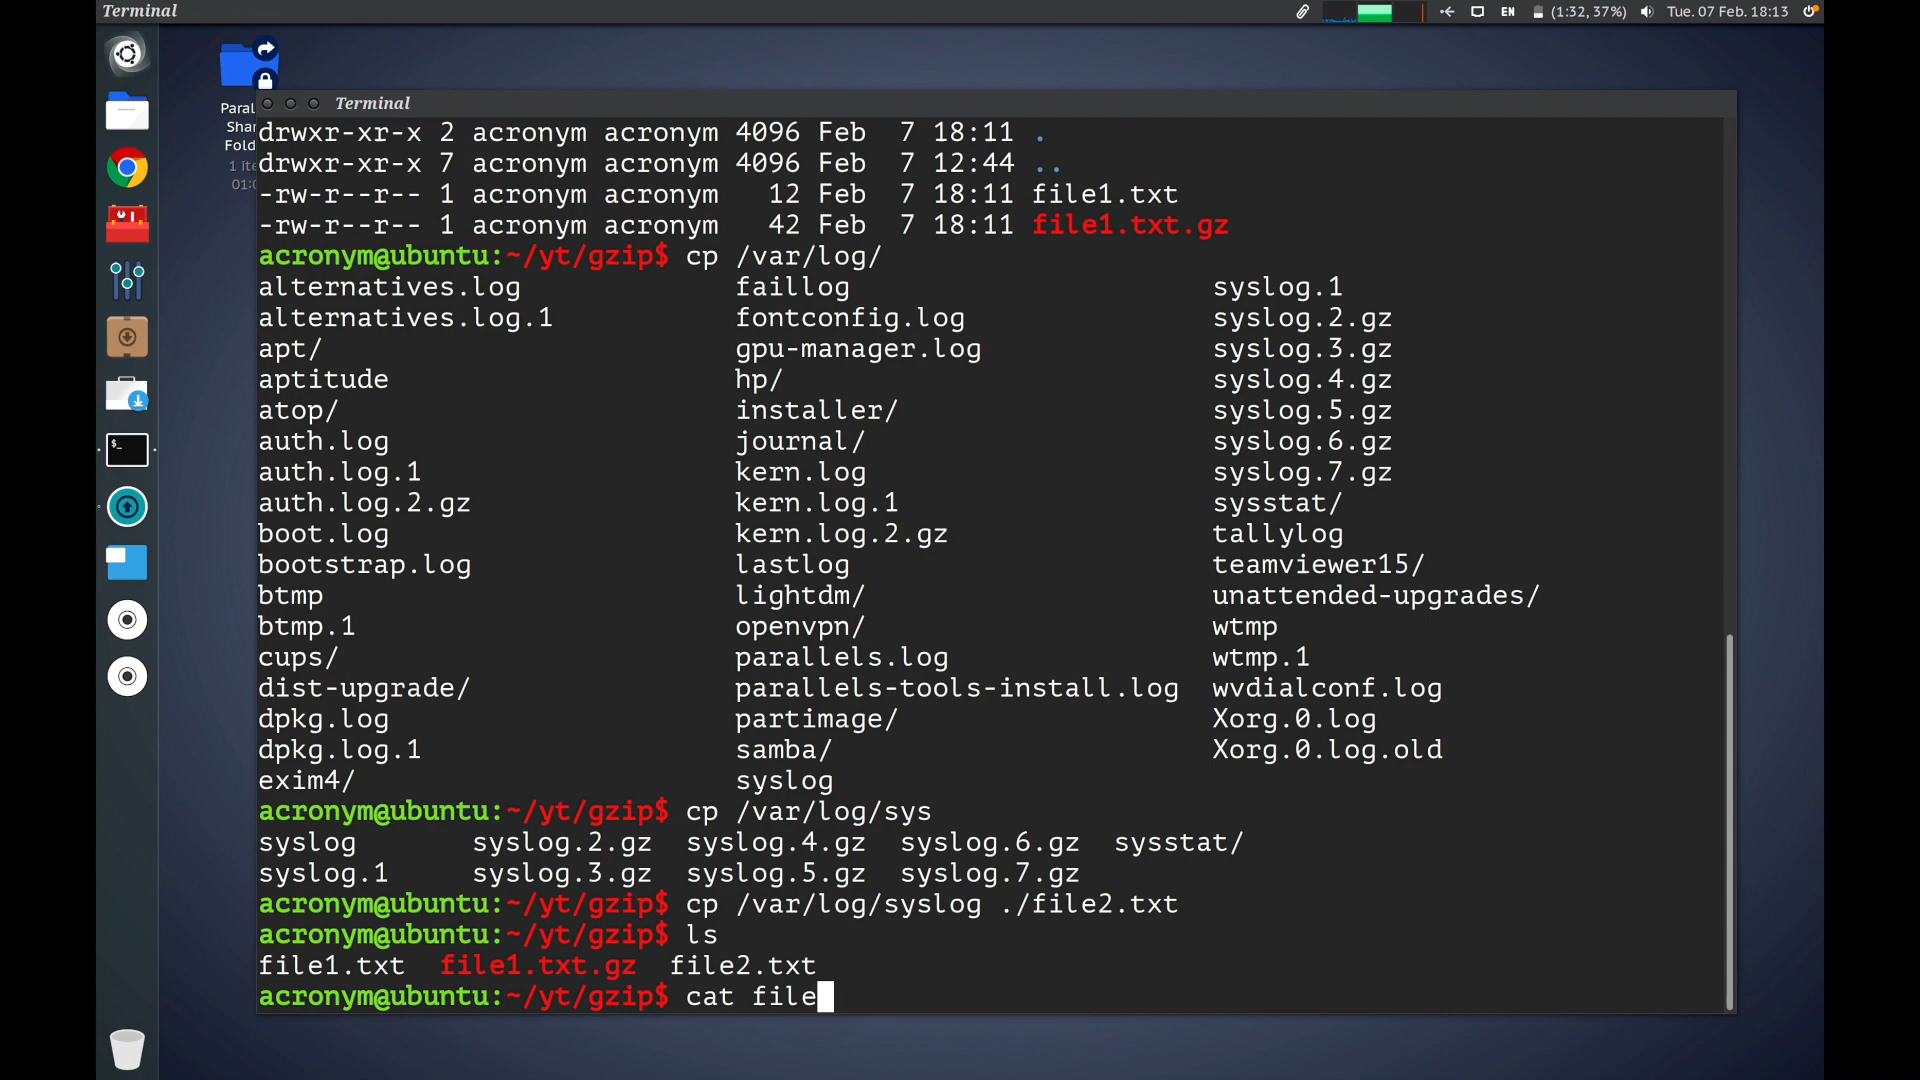 Terminal
EN (1:32, 37%) Tue. 07 Feb. 18:13
Paral
Shar
Fold
1 ite
01:0
Terminal
drwxr-xr-x 2 acronym acronym 4096 Feb  7 18:11 .
drwxr-xr-x 7 acronym acronym 4096 Feb  7 12:44 ..
-rw-r--r-- 1 acronym acronym   12 Feb  7 18:11 file1.txt
-rw-r--r-- 1 acronym acronym   42 Feb  7 18:11 file1.txt.gz
acronym@ubuntu:~/yt/gzip$ cp /var/log/
alternatives.log faillog syslog.1
alternatives.log.1 fontconfig.log syslog.2.gz
apt/ gpu-manager.log syslog.3.gz
aptitude hp/ syslog.4.gz
atop/ installer/ syslog.5.gz
auth.log journal/ syslog.6.gz
auth.log.1 kern.log syslog.7.gz
auth.log.2.gz kern.log.1 sysstat/
boot.log kern.log.2.gz tallylog
bootstrap.log lastlog teamviewer15/
btmp lightdm/ unattended-upgrades/
btmp.1 openvpn/ wtmp
cups/ parallels.log wtmp.1
dist-upgrade/ parallels-tools-install.log wvdialconf.log
dpkg.log partimage/ Xorg.0.log
dpkg.log.1 samba/ Xorg.0.log.old
exim4/ syslog
acronym@ubuntu:~/yt/gzip$ cp /var/log/sys
syslog syslog.2.gz syslog.4.gz syslog.6.gz sysstat/
syslog.1 syslog.3.gz syslog.5.gz syslog.7.gz
acronym@ubuntu:~/yt/gzip$ cp /var/log/syslog ./file2.txt
acronym@ubuntu:~/yt/gzip$ ls
file1.txt file1.txt.gz file2.txt
acronym@ubuntu:~/yt/gzip$ cat file